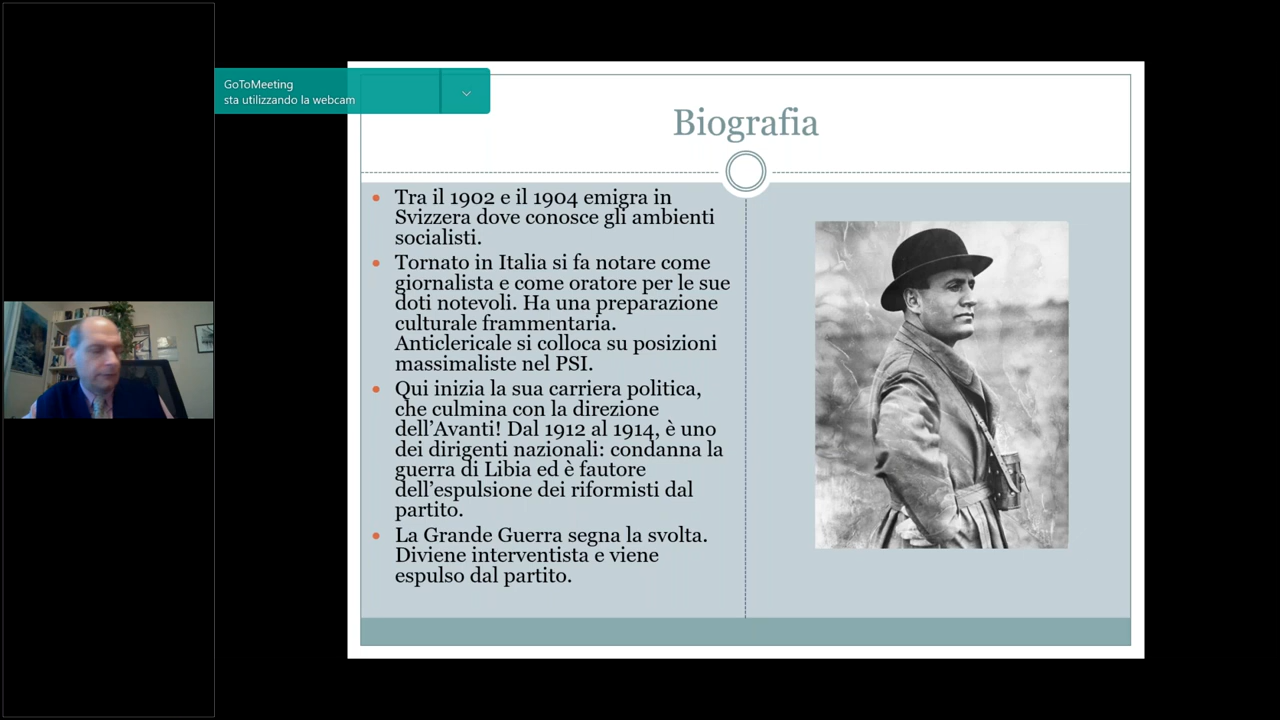 GoToMeeting
sta utilizzando la webcam
Biografia
• Tra il 1902 e il 1904 emigra in
Svizzera dove conosce gli ambienti
socialisti.
• Tornato in Italia si fa notare come
giornalista e come oratore per le sue
doti notevoli. Ha una preparazione
culturale frammentaria.
Anticlericale si colloca su posizioni
massimaliste nel PSI.
• Qui inizia la sua carriera politica,
che culmina con la direzione
dell’Avanti! Dal 1912 al 1914, è uno
dei dirigenti nazionali: condanna la
guerra di Libia ed è fautore
dell’espulsione dei riformisti dal
partito.
• La Grande Guerra segna la svolta.
Diviene interventista e viene
espulso dal partito.